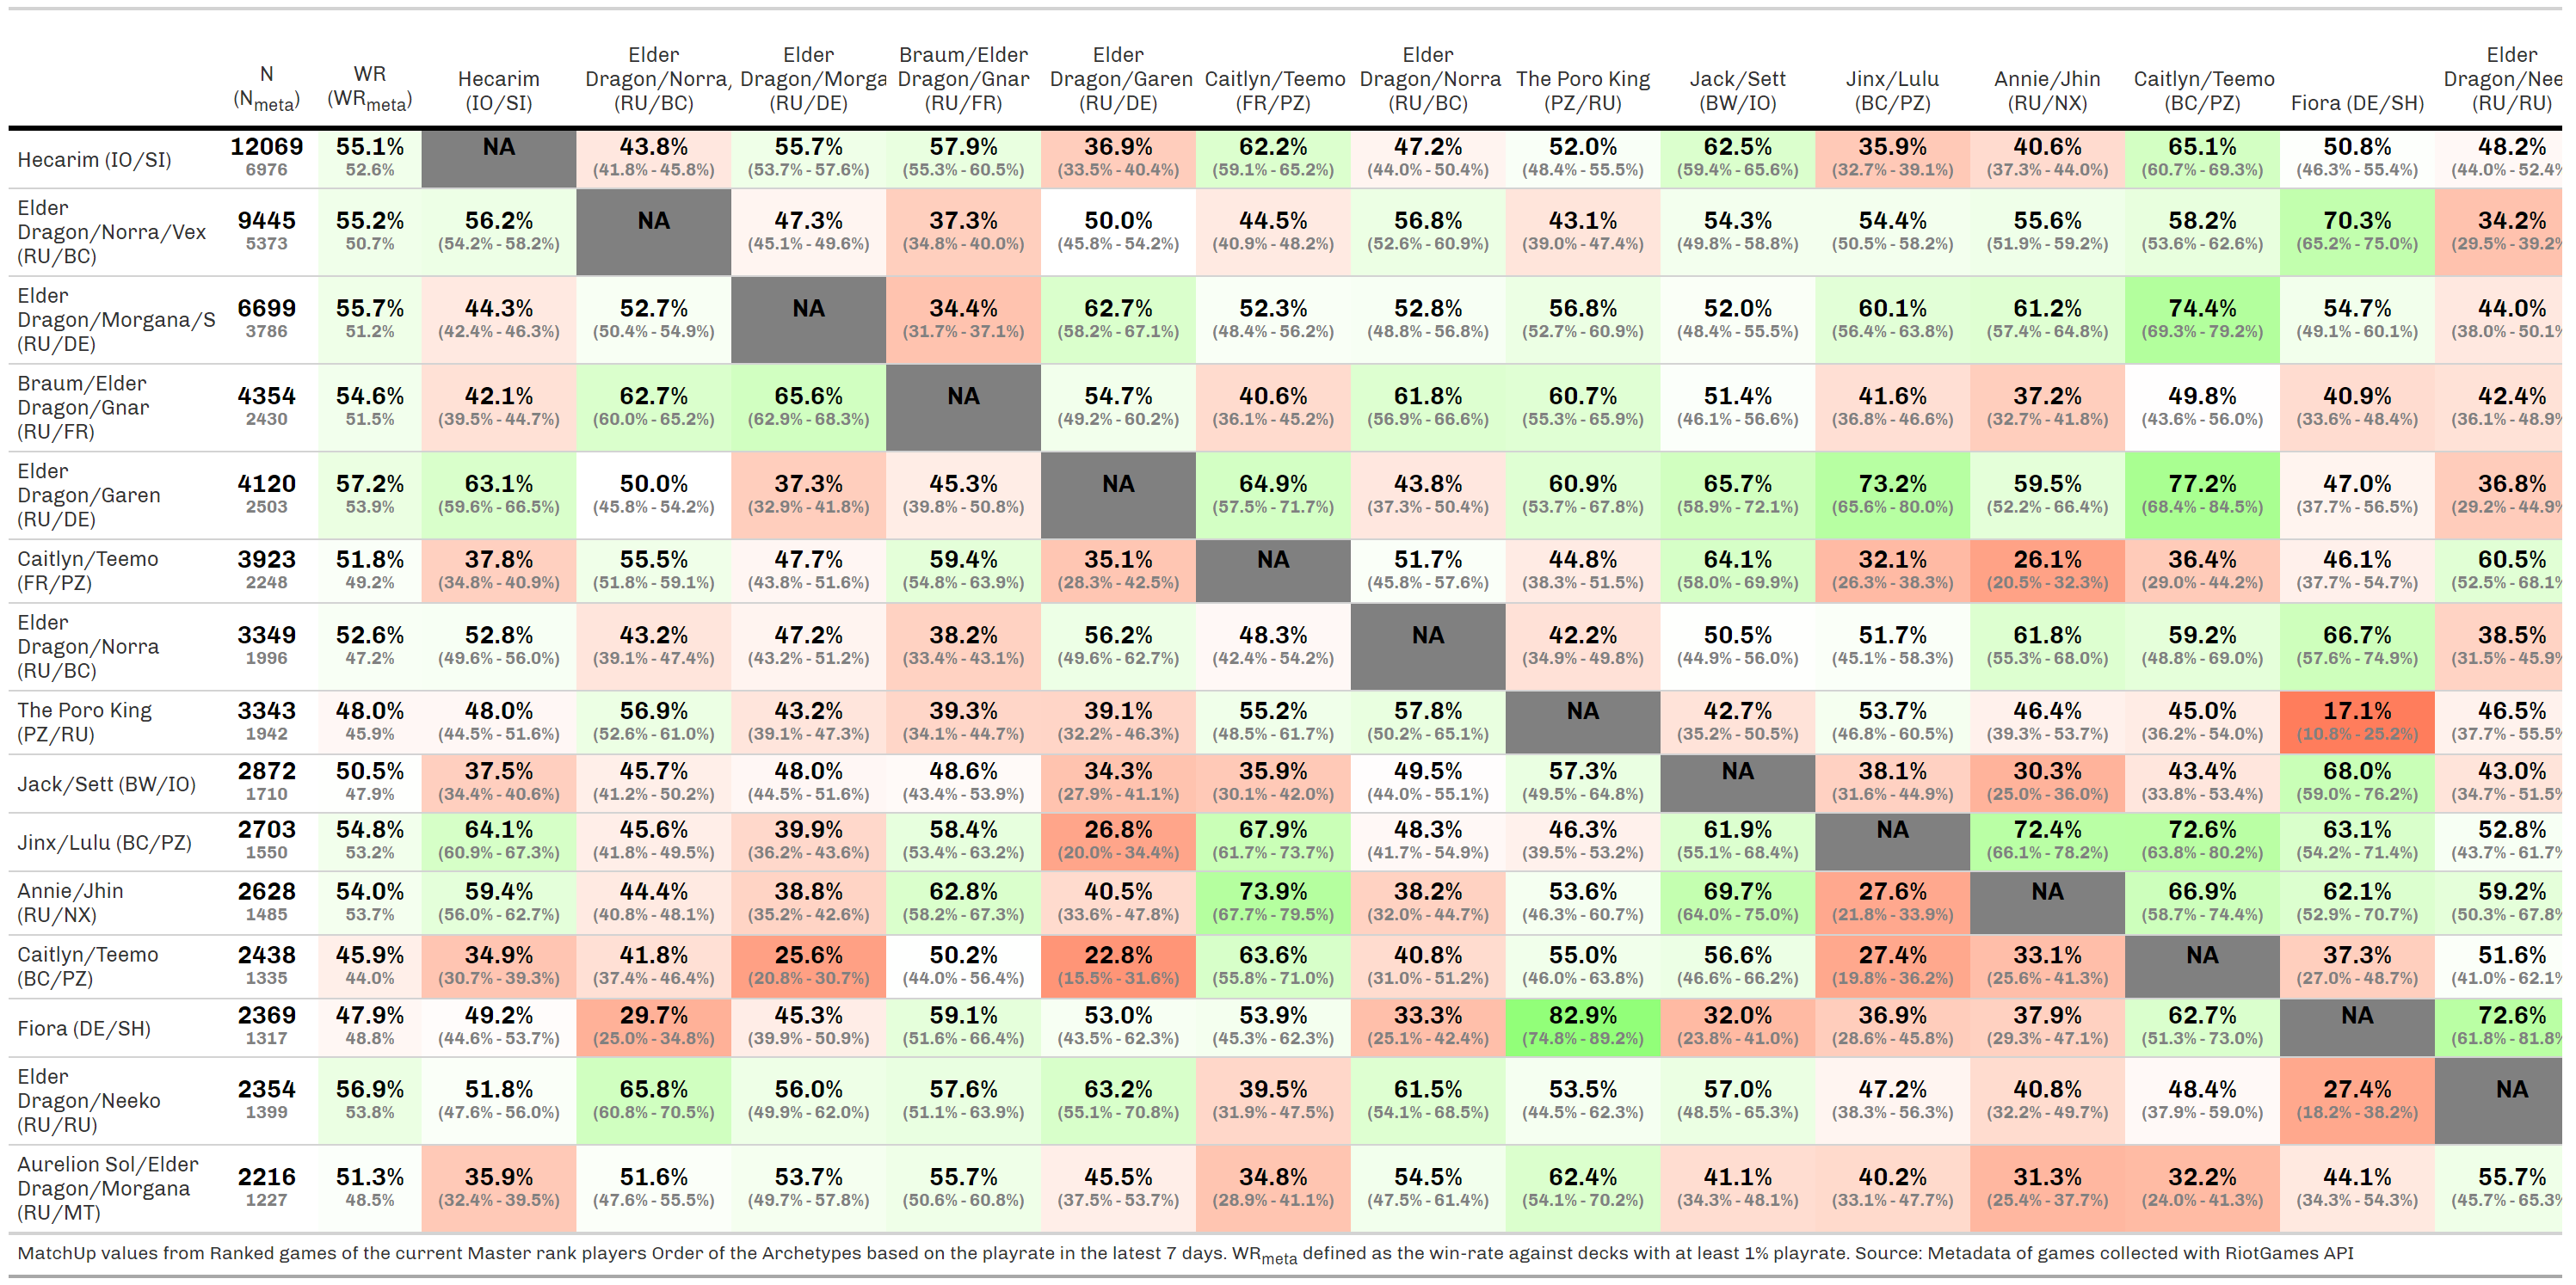 N
(Nmeta)
WR
(WRmeta)
Hecarim
(IO/SI)
Elder
Dragon/Norra,
(RU/BC)
Elder
Dragon/Morga
(RU/DE)
Braum/Elder
Dragon/Gnar
(RU/FR)
Elder
Dragon/Garen
(RU/DE)
Caitlyn/Teemo
(FR/PZ)
Elder
Dragon/Norra
(RU/BC)
The Poro King
(PZ/RU)
Jack/Sett
(BW/IO)
Jinx/Lulu
(BC/PZ)
Annie/Jhin
(RU/NX)
Caitlyn/Teemo
(BC/PZ)
Fiora (DE/SH)
Elder
Dragon/Nee
(RU/RU)
Hecarim (IO/SI)
12069 55.1% NA 43.8% 55.7% 57.9% 36.9% 62.2% 47.2% 52.0% 62.5% 35.9% 40.6% 65.1% 50.8% 48.2%
6976 52.6% (41.8% - 45.8%) (53.7% - 57.6%) (55.3% - 60.5%) (33.5% - 40.4%) (59.1% - 65.2%) (44.0% - 50.4%) (48.4% - 55.5%) (59.4% - 65.6%) (32.7% - 39.1%) (37.3% - 44.0%) (60.7% - 69.3%) (46.3% - 55.4%) (44.0% - 52.4%
Elder
Dragon/Norra/Vex
(RU/BC)
9445 55.2% 56.2% NA 47.3% 37.3% 50.0% 44.5% 56.8% 43.1% 54.3% 54.4% 55.6% 58.2% 70.3% 34.2%
5373 50.7% (54.2% - 58.2%) (45.1% - 49.6%) (34.8% - 40.0%) (45.8% - 54.2%) (40.9% - 48.2%) (52.6% - 60.9%) (39.0% - 47.4%) (49.8% - 58.8%) (50.5% - 58.2%) (51.9% - 59.2%) (53.6% - 62.6%) (65.2% - 75.0%) (29.5% - 39.2%
Elder
Dragon/Morgana/S
(RU/DE)
6699 55.7% 44.3% 52.7% NA 34.4% 62.7% 52.3% 52.8% 56.8% 52.0% 60.1% 61.2% 74.4% 54.7% 44.0%
3786 51.2% (42.4% - 46.3%) (50.4% - 54.9%) (31.7% - 37.1%) (58.2% - 67.1%) (48.4% - 56.2%) (48.8% - 56.8%) (52.7% - 60.9%) (48.4% - 55.5%) (56.4% - 63.8%) (57.4% - 64.8%) (69.3% - 79.2%) (49.1% - 60.1%) (38.0% - 50.1%
Braum/Elder
Dragon/Gnar
(RU/FR)
4354 54.6% 42.1% 62.7% 65.6% NA 54.7% 40.6% 61.8% 60.7% 51.4% 41.6% 37.2% 49.8% 40.9% 42.4%
2430 51.5% (39.5% - 44.7%) (60.0% - 65.2%) (62.9% - 68.3%) (49.2% - 60.2%) (36.1% - 45.2%) (56.9% - 66.6%) (55.3% - 65.9%) (46.1% - 56.6%) (36.8% - 46.6%) (32.7% - 41.8%) (43.6% - 56.0%) (33.6% - 48.4%) (36.1% - 48.9%
Elder
Dragon/Garen
(RU/DE)
4120 57.2% 63.1% 50.0% 37.3% 45.3% NA 64.9% 43.8% 60.9% 65.7% 73.2% 59.5% 77.2% 47.0% 36.8%
2503 53.9% (59.6% - 66.5%) (45.8% - 54.2%) (32.9% - 41.8%) (39.8% - 50.8%) (57.5% - 71.7%) (37.3% - 50.4%) (53.7% - 67.8%) (58.9% - 72.1%) (65.6% - 80.0%) (52.2% - 66.4%) (68.4% - 84.5%) (37.7% - 56.5%) (29.2% - 44.9%
Caitlyn/Teemo
(FR/PZ)
3923 51.8% 37.8% 55.5% 47.7% 59.4% 35.1% NA 51.7% 44.8% 64.1% 32.1% 26.1% 36.4% 46.1% 60.5%
2248 49.2% (34.8% - 40.9%) (51.8% - 59.1%) (43.8% - 51.6%) (54.8% - 63.9%) (28.3% - 42.5%) (45.8% - 57.6%) (38.3% - 51.5%) (58.0% - 69.9%) (26.3% - 38.3%) (20.5% - 32.3%) (29.0% - 44.2%) (37.7% - 54.7%) (52.5% - 68.1%
Elder
Dragon/Norra
(RU/BC)
3349 52.6% 52.8% 43.2% 47.2% 38.2% 56.2% 48.3% NA 42.2% 50.5% 51.7% 61.8% 59.2% 66.7% 38.5%
1996 47.2% (49.6% - 56.0%) (39.1% - 47.4%) (43.2% - 51.2%) (33.4% - 43.1%) (49.6% - 62.7%) (42.4% - 54.2%) (34.9% - 49.8%) (44.9% - 56.0%) (45.1% - 58.3%) (55.3% - 68.0%) (48.8% - 69.0%) (57.6% - 74.9%) (31.5% - 45.9%
The Poro King
(PZ/RU)
3343 48.0% 48.0% 56.9% 43.2% 39.3% 39.1% 55.2% 57.8% NA 42.7% 53.7% 46.4% 45.0% 17.1% 46.5%
1942 45.9% (44.5% - 51.6%) (52.6% - 61.0%) (39.1% - 47.3%) (34.1% - 44.7%) (32.2% - 46.3%) (48.5% - 61.7%) (50.2% - 65.1%) (35.2% - 50.5%) (46.8% - 60.5%) (39.3% - 53.7%) (36.2% - 54.0%) (10.8% - 25.2%) (37.7% - 55.5%
Jack/Sett (BW/IO)
2872 50.5% 37.5% 45.7% 48.0% 48.6% 34.3% 35.9% 49.5% 57.3% NA 38.1% 30.3% 43.4% 68.0% 43.0%
1710 47.9% (34.4% - 40.6%) (41.2% - 50.2%) (44.5% - 51.6%) (43.4% - 53.9%) (27.9% - 41.1%) (30.1% - 42.0%) (44.0% - 55.1%) (49.5% - 64.8%) (31.6% - 44.9%) (25.0% - 36.0%) (33.8% - 53.4%) (59.0% - 76.2%) (34.7% - 51.5%
Jinx/Lulu (BC/PZ)
2703 54.8% 64.1% 45.6% 39.9% 58.4% 26.8% 67.9% 48.3% 46.3% 61.9% NA 72.4% 72.6% 63.1% 52.8%
1550 53.2% (60.9% - 67.3%) (41.8% - 49.5%) (36.2% - 43.6%) (53.4% - 63.2%) (20.0% - 34.4%) (61.7% - 73.7%) (41.7% - 54.9%) (39.5% - 53.2%) (55.1% - 68.4%) (66.1% - 78.2%) (63.8% - 80.2%) (54.2% - 71.4%) (43.7% - 61.7%
Annie/Jhin
(RU/NX)
2628 54.0% 59.4% 44.4% 38.8% 62.8% 40.5% 73.9% 38.2% 53.6% 69.7% 27.6% NA 66.9% 62.1% 59.2%
1485 53.7% (56.0% - 62.7%) (40.8% - 48.1%) (35.2% - 42.6%) (58.2% - 67.3%) (33.6% - 47.8%) (67.7% - 79.5%) (32.0% - 44.7%) (46.3% - 60.7%) (64.0% - 75.0%) (21.8% - 33.9%) (58.7% - 74.4%) (52.9% - 70.7%) (50.3% - 67.8%
Caitlyn/Teemo
(BC/PZ)
2438 45.9% 34.9% 41.8% 25.6% 50.2% 22.8% 63.6% 40.8% 55.0% 56.6% 27.4% 33.1% NA 37.3% 51.6%
1335 44.0% (30.7% - 39.3%) (37.4% - 46.4%) (20.8% - 30.7%) (44.0% - 56.4%) (15.5% - 31.6%) (55.8% - 71.0%) (31.0% - 51.2%) (46.0% - 63.8%) (46.6% - 66.2%) (19.8% - 36.2%) (25.6% - 41.3%) (27.0% - 48.7%) (41.0% - 62.1%
Fiora (DE/SH)
2369 47.9% 49.2% 29.7% 45.3% 59.1% 53.0% 53.9% 33.3% 82.9% 32.0% 36.9% 37.9% 62.7% NA 72.6%
1317 48.8% (44.6% - 53.7%) (25.0% - 34.8%) (39.9% - 50.9%) (51.6% - 66.4%) (43.5% - 62.3%) (45.3% - 62.3%) (25.1% - 42.4%) (74.8% - 89.2%) (23.8% - 41.0%) (28.6% - 45.8%) (29.3% - 47.1%) (51.3% - 73.0%) (61.8% - 81.8%
Elder
Dragon/Neeko
(RU/RU)
2354 56.9% 51.8% 65.8% 56.0% 57.6% 63.2% 39.5% 61.5% 53.5% 57.0% 47.2% 40.8% 48.4% 27.4% NA
1399 53.8% (47.6% - 56.0%) (60.8% - 70.5%) (49.9% - 62.0%) (51.1% - 63.9%) (55.1% - 70.8%) (31.9% - 47.5%) (54.1% - 68.5%) (44.5% - 62.3%) (48.5% - 65.3%) (38.3% - 56.3%) (32.2% - 49.7%) (37.9% - 59.0%) (18.2% - 38.2%)
Aurelion Sol/Elder
Dragon/Morgana
(RU/MT)
2216 51.3% 35.9% 51.6% 53.7% 55.7% 45.5% 34.8% 54.5% 62.4% 41.1% 40.2% 31.3% 32.2% 44.1% 55.7%
1227 48.5% (32.4% - 39.5%) (47.6% - 55.5%) (49.7% - 57.8%) (50.6% - 60.8%) (37.5% - 53.7%) (28.9% - 41.1%) (47.5% - 61.4%) (54.1% - 70.2%) (34.3% - 48.1%) (33.1% - 47.7%) (25.4% - 37.7%) (24.0% - 41.3%) (34.3% - 54.3%) (45.7% - 65.3%
MatchUp values from Ranked games of the current Master rank players Order of the Archetypes based on the playrate in the latest 7 days. WRmeta defined as the win-rate against decks with at least 1% playrate. Source: Metadata of games collected with RiotGames API